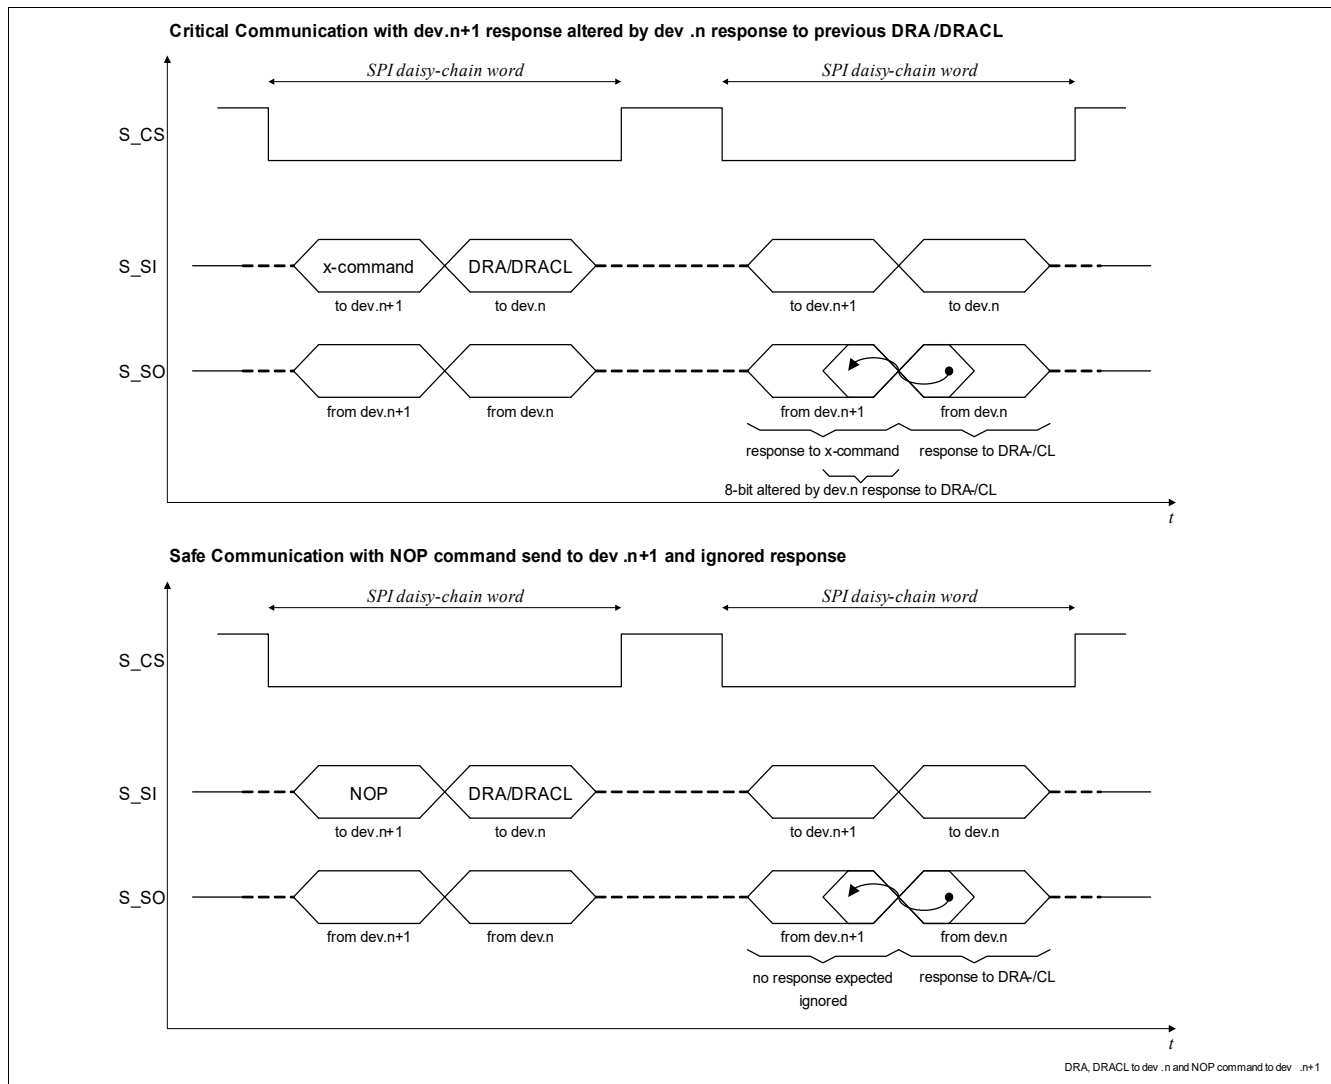 Critical Communication with dev.n+1 response altered by dev .n response to previous DRA/DRACL
SPI daisy-chain word SPI daisy-chain word
S_CS
S_SI
x-command DRA/DRACL
to dev.n+1 to dev.n to dev.n+1 to dev.n
S_SO
from dev.n+1 from dev.n from dev.n+1 from dev.n
response to x-command response to DRA-/CL
8-bit altered by dev.n response to DRA-/CL
t
Safe Communication with NOP command send to dev .n+1 and ignored response
SPI daisy-chain word SPI daisy-chain word
S_CS
S_SI
NOP DRA/DRACL
to dev.n+1 to dev.n to dev.n+1 to dev.n
S_SO
from dev.n+1 from dev.n from dev.n+1 from dev.n
no response expected response to DRA-/CL
ignored
t
DRA, DRACL to dev .n and NOP command to dev .n+1